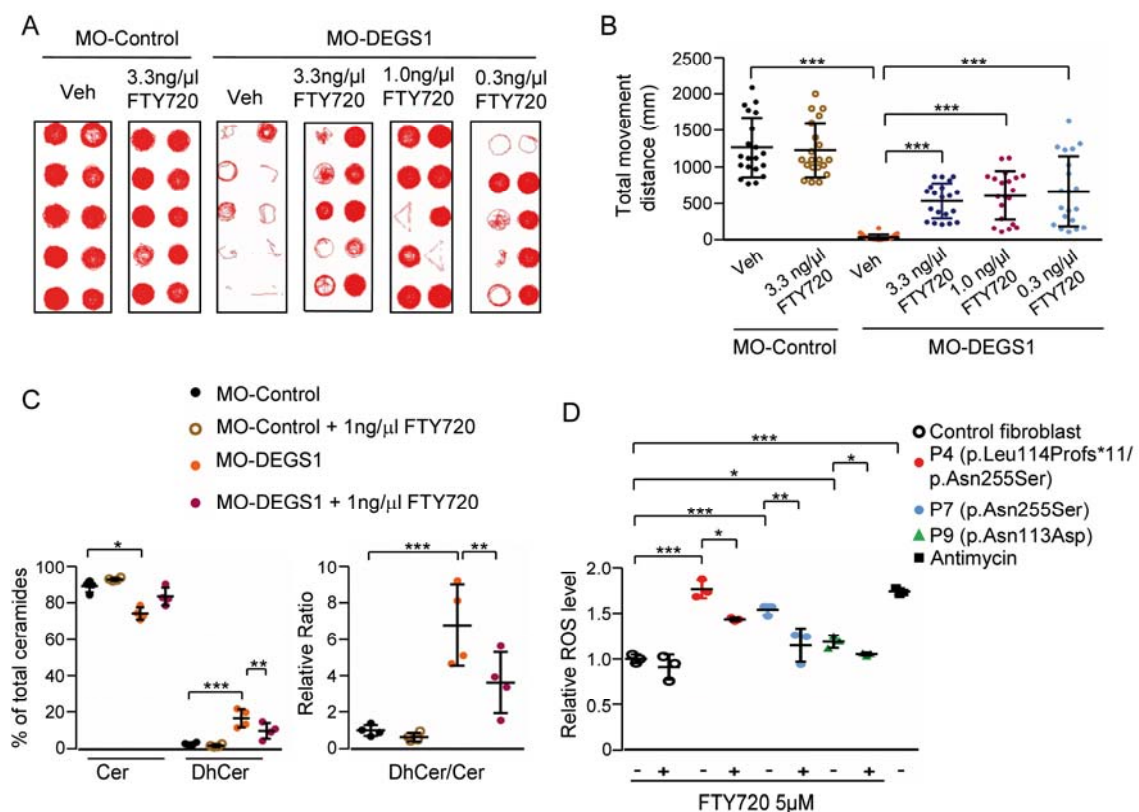 A
MO-Control
MO-DEGS1
Veh
3.3ng/µl
FTY720
Veh
3.3ng/µl
FTY720
1.0ng/µl
FTY720
0.3ng/µl
FTY720
B
Total movement
distance (mm)
2500
2000
1500
1000
500
0
***
***
***
***
Veh
3.3 ng/µl
FTY720
Veh
3.3 ng/µl
FTY720
1.0 ng/µl
FTY720
0.3 ng/µl
FTY720
MO-Control
MO-DEGS1
C
MO-Control
MO-Control + 1ng/µl FTY720
MO-DEGS1
MO-DEGS1 + 1ng/µl FTY720
% of total ceramides
100
80
60
40
20
0
*
***
**
Cer
DhCer
Relative Ratio
10
8
6
4
2
0
***
**
DhCer/Cer
D
Control fibroblast
P4 (p.Leu114Profs*11/
p.Asn255Ser)
P7 (p.Asn255Ser)
P9 (p.Asn113Asp)
Antimycin
Relative ROS level
2.0
1.5
1.0
0.5
0
***
*
*
***
**
***
*
- + - + - + - + -
FTY720 5µM